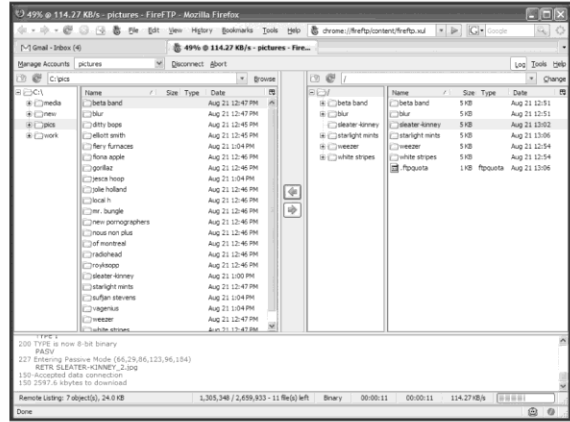 49% @ 114.27 KB/s - pictures - FireFTP - Mozilla Firefox
File Edit View History Bookmarks Tools Help
chrome://fireftp/content/fireftp.xul
Google
Gmail - Inbox (4)
49% @ 114.27 KB/s - pictures - Fire...
Manage Accounts pictures Disconnect Abort Log Tools Help
C:\pics Browse
/ Change
C:\
media
new
pics
work
Name Size Type Date
beta band Aug 21 12:47 PM
blur Aug 21 12:47 PM
ditty bops Aug 21 12:45 PM
elliott smith Aug 21 12:45 PM
fiery furnaces Aug 21 1:04 PM
fiona apple Aug 21 12:46 PM
gorillaz Aug 21 12:46 PM
jesca hoop Aug 21 1:04 PM
jolie holland Aug 21 12:46 PM
local h Aug 21 12:46 PM
mr. bungle Aug 21 12:46 PM
new pornographers Aug 21 12:46 PM
nous non plus Aug 21 12:46 PM
of montreal Aug 21 12:46 PM
radiohead Aug 21 12:46 PM
royksopp Aug 21 12:46 PM
sleater-kinney Aug 21 1:00 PM
starlight mints Aug 21 12:47 PM
sufjan stevens Aug 21 1:04 PM
vagenius Aug 21 1:04 PM
weezer Aug 21 12:47 PM
white stripes Aug 21 12:47 PM
/
beta band
blur
sleater-kinney
starlight mints
weezer
white stripes
Name Size Type Date
beta band 5 KB Aug 21 12:51
blur 5 KB Aug 21 12:51
sleater-kinney 5 KB Aug 21 13:02
starlight mints 5 KB Aug 21 13:06
weezer 5 KB Aug 21 12:54
white stripes 5 KB Aug 21 12:54
.ftpquota 1 KB ftpquota Aug 21 13:06
TYPE I
200 TYPE is now 8-bit binary
PASV
227 Entering Passive Mode (66,29,86,123,96,184)
RETR SLEATER-KINNEY_2.jpg
150-Accepted data connection
150 2597.6 kbytes to download
Remote Listing: 7 object(s), 24.0 KB 1,305,348 / 2,659,933 - 11 file(s) left Binary 00:00:11 00:00:11 114.27 KB/s
Done